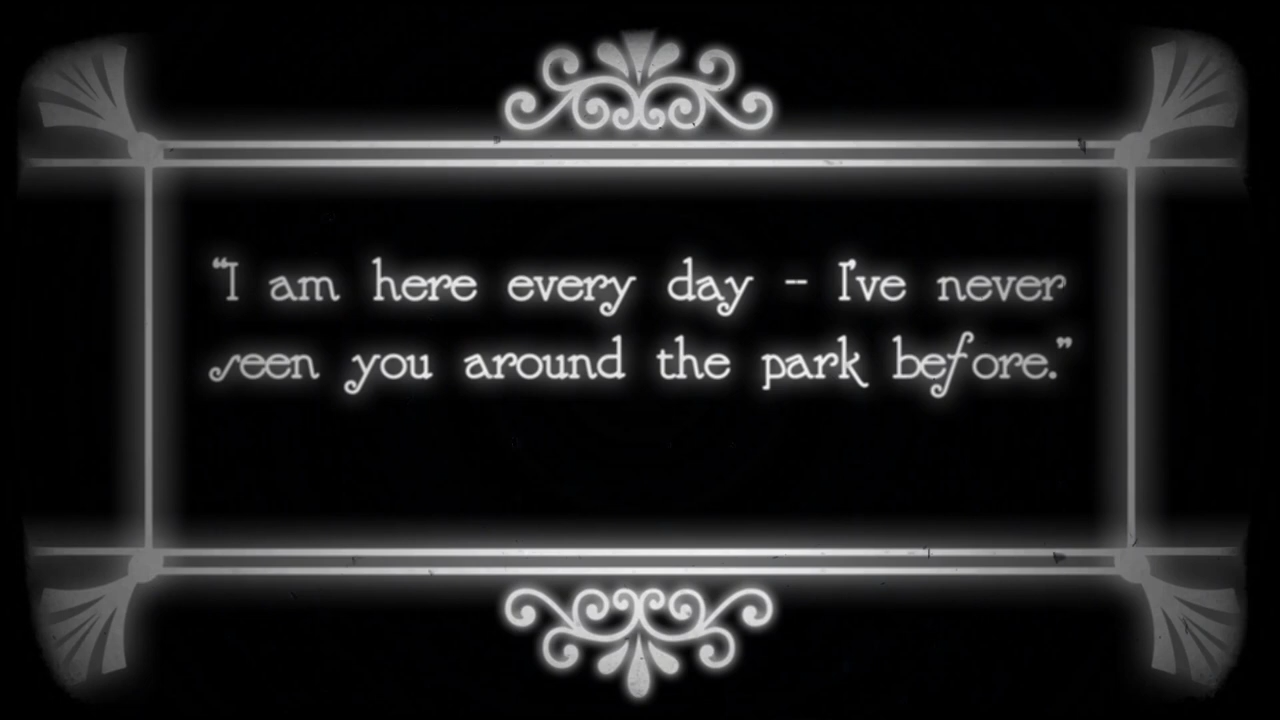 “I am here every day -- I've never
seen you around the park before.”